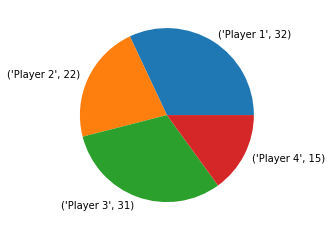 ('Player 1', 32)
('Player 2', 22)
('Player 3', 31)
('Player 4', 15)